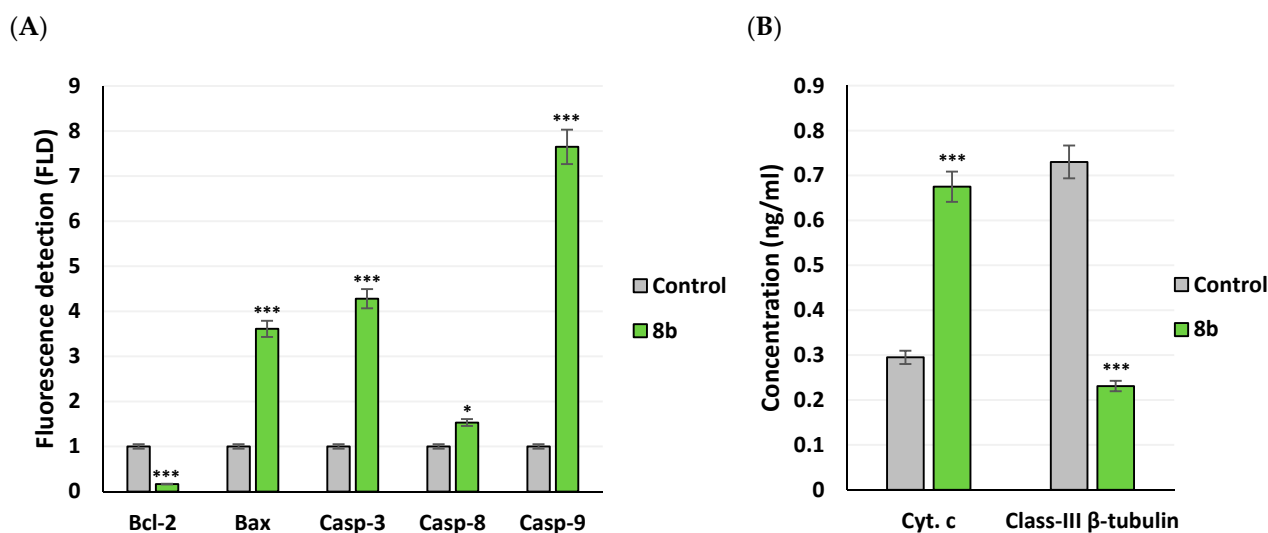 (A)
Fluorescence detection (FLD)
9
8
7
6
5
4
3
2
1
0
***
***
***
*
***
Bcl-2 Bax Casp-3 Casp-8 Casp-9
Control
8b
(B)
Concentration (ng/ml)
0.9
0.8
0.7
0.6
0.5
0.4
0.3
0.2
0.1
0
***
***
Cyt. c Class-III β-tubulin
Control
8b